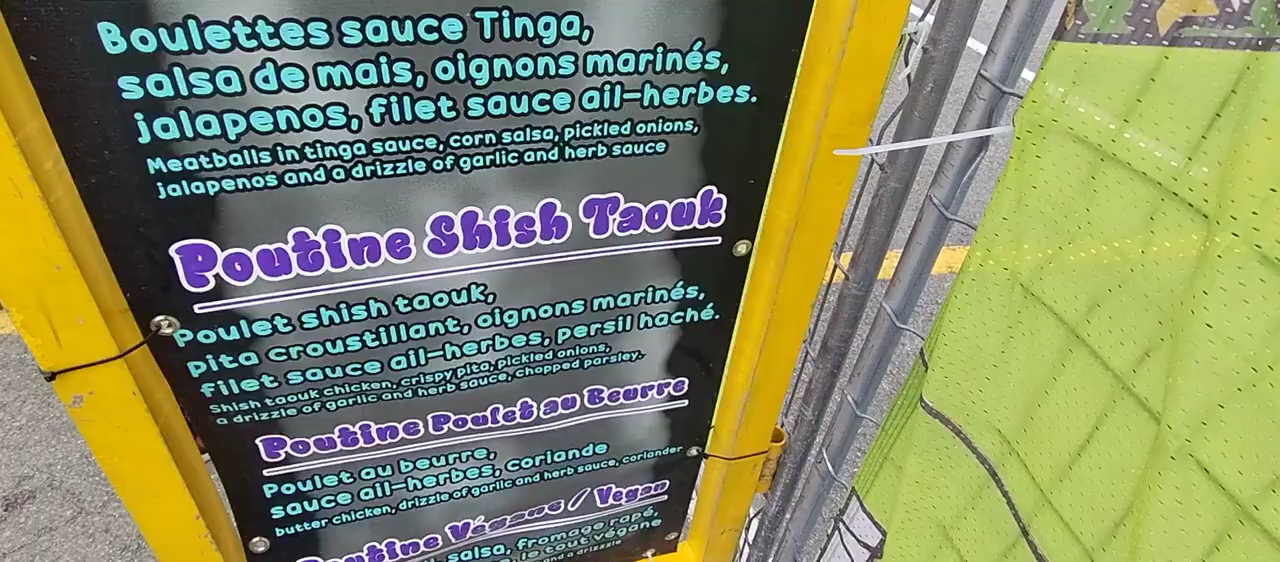 Boulettes sauce Tinga,
salsa de mais, oignons marinés,
jalapenos, filet sauce ail-herbes.
Meatballs in tinga sauce, corn salsa, pickled onions,
jalapenos and a drizzle of garlic and herb sauce
Poutine Shish Taouk
Poulet shish taouk,
pita croustillant, oignons marinés,
filet sauce ail-herbes, persil haché.
Shish taouk chicken, crispy pita, pickled onions,
a drizzle of garlic and herb sauce, chopped parsley.
Poutine Poulet au Beurre
Poulet au beurre,
sauce ail-herbes, coriande
butter chicken, drizzle of garlic and herb sauce, coriander
Poutine Végane / Vegan
salsa, fromage rapé,
le tout végane
and a drizzle